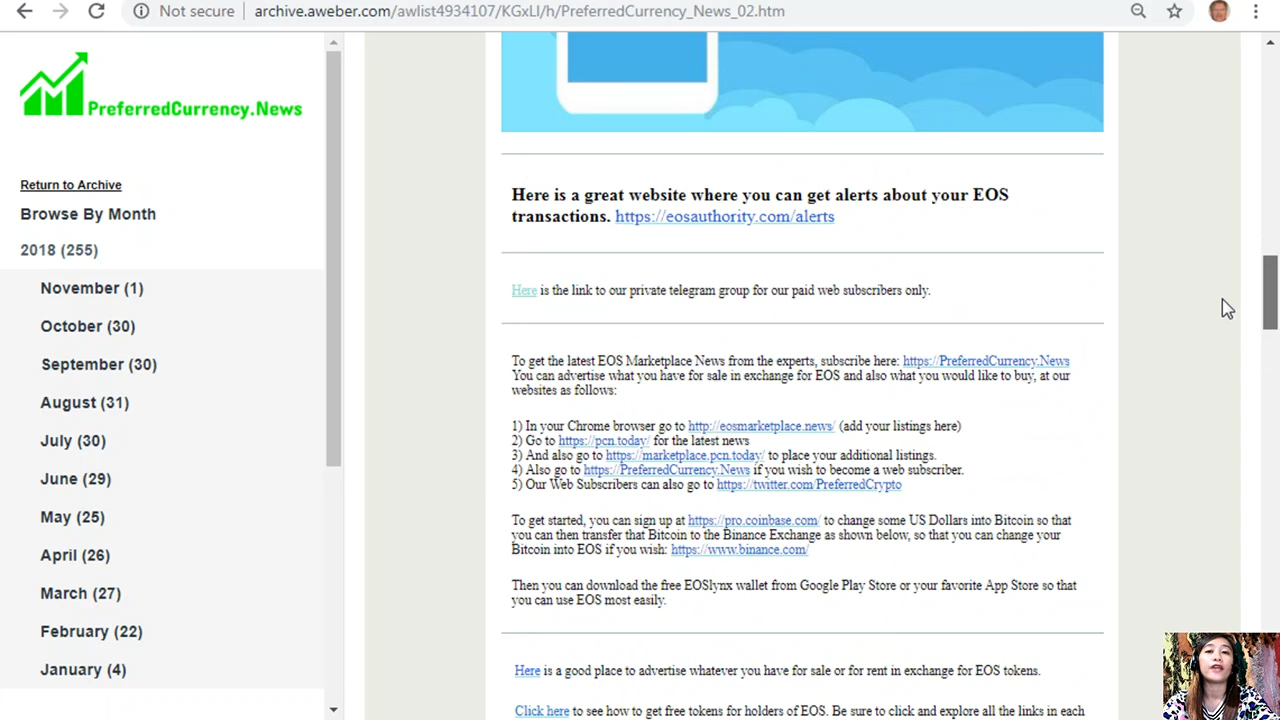 Not secure archive.aweber.com/awlist4934107/KGxLl/h/PreferredCurrency_News_02.htm
PreferredCurrency.News
Return to Archive
Browse By Month
2018 (255)
November (1)
October (30)
September (30)
August (31)
July (30)
June (29)
May (25)
April (26)
March (27)
February (22)
January (4)
Here is a great website where you can get alerts about your EOS
transactions. https://eosauthority.com/alerts
Here is the link to our private telegram group for our paid web subscribers only.
To get the latest EOS Marketplace News from the experts, subscribe here: https://PreferredCurrency.News
You can advertise what you have for sale in exchange for EOS and also what you would like to buy, at our
websites as follows:
1) In your Chrome browser go to http://eosmarketplace.news/ (add your listings here)
2) Go to https://pcn.today/ for the latest news
3) And also go to https://marketplace.pcn.today/ to place your additional listings.
4) Also go to https://PreferredCurrency.News if you wish to become a web subscriber.
5) Our Web Subscribers can also go to https://twitter.com/PreferredCrypto
To get started, you can sign up at https://pro.coinbase.com/ to change some US Dollars into Bitcoin so that
you can then transfer that Bitcoin to the Binance Exchange as shown below, so that you can change your
Bitcoin into EOS if you wish: https://www.binance.com/
Then you can download the free EOSlynx wallet from Google Play Store or your favorite App Store so that
you can use EOS most easily.
Here is a good place to advertise whatever you have for sale or for rent in exchange for EOS tokens.
Click here to see how to get free tokens for holders of EOS. Be sure to click and explore all the links in each